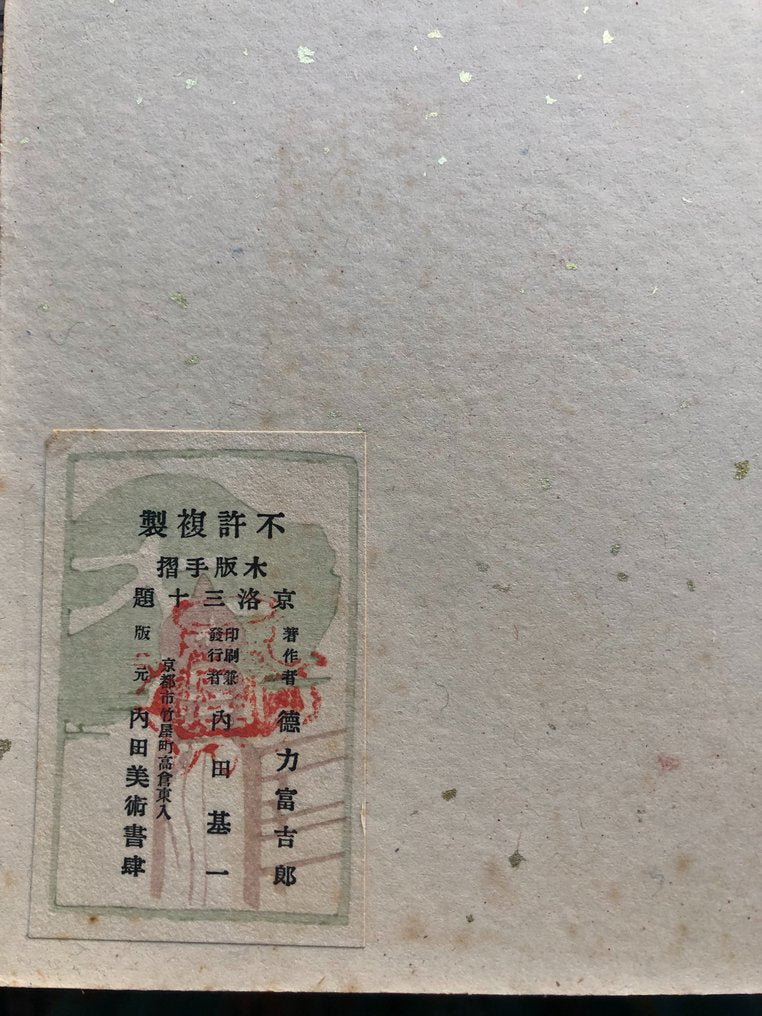 不許複製
木版手摺
京洛三十題
著作者 德力富吉郎
印刷兼
發行者 內田基一
京都市竹屋町高倉東入
版元 內田美術書肆